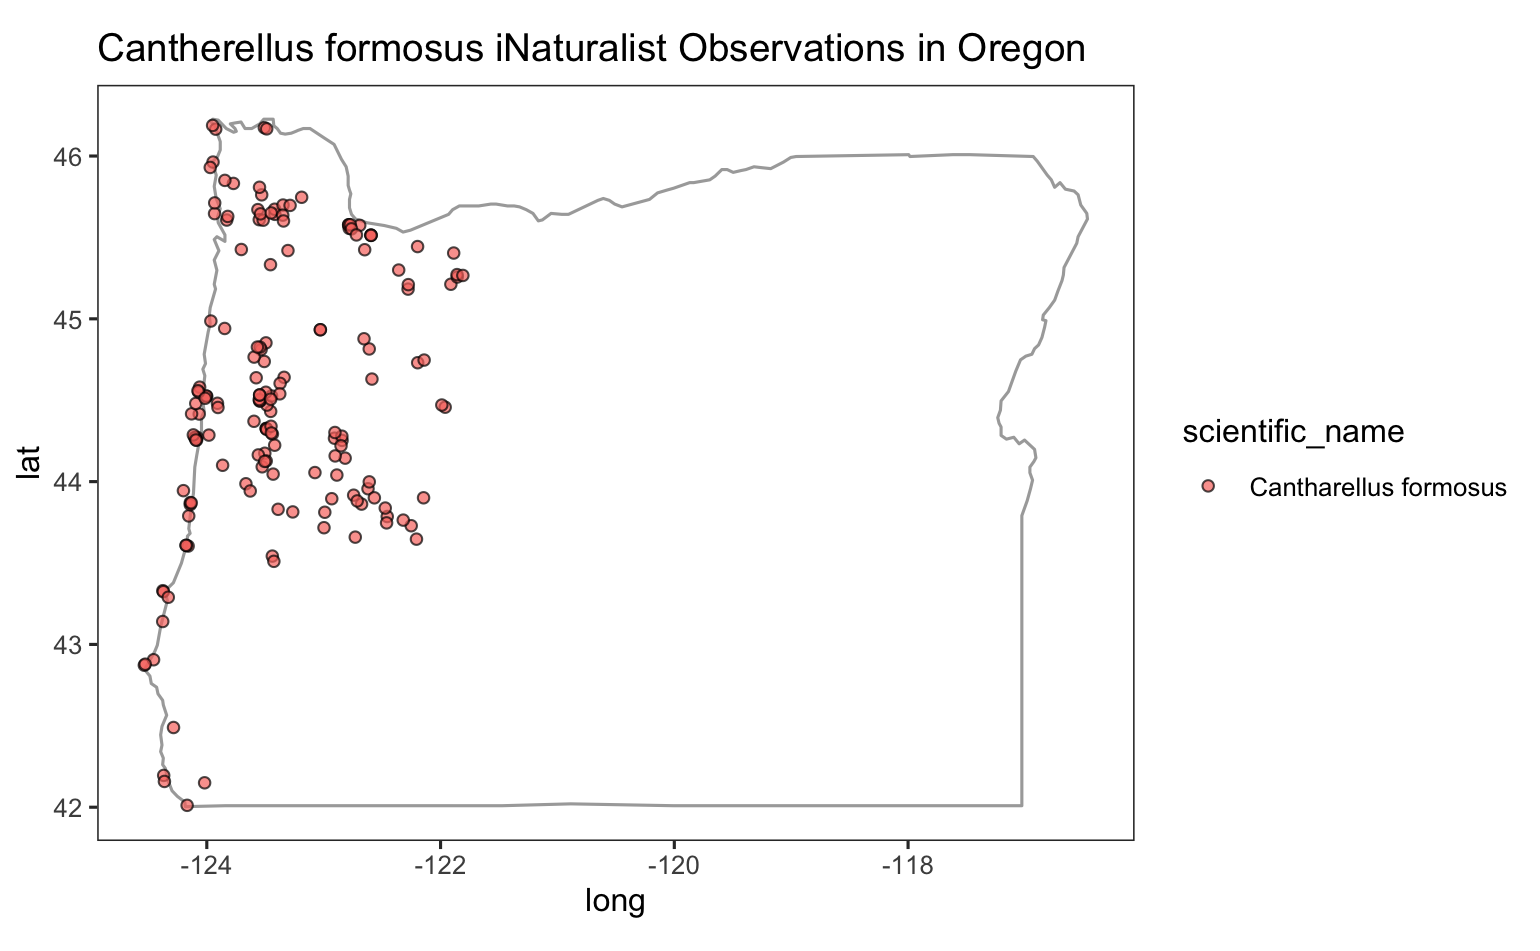 Cantherellus formosus iNaturalist Observations in Oregon
46
45
44
43
42
lat
-124
-122
-120
-118
long
scientific_name
Cantharellus formosus